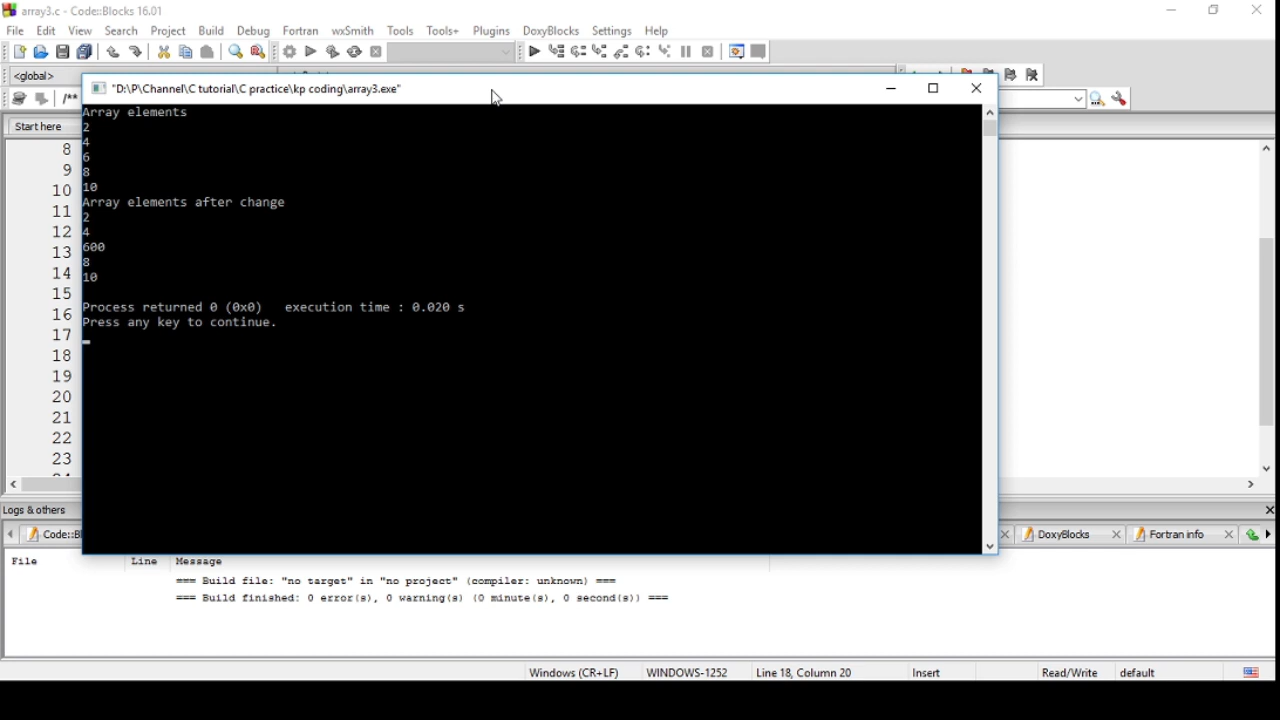 array3.c - Code::Blocks 16.01
File Edit View Search Project Build Debug Fortran wxSmith Tools Tools+ Plugins DoxyBlocks Settings Help
<global>
"D:\P\Channel\C tutorial\C practice\kp coding\array3.exe"
/**
Start here
Array elements
2
4
6
8
10
Array elements after change
2
4
600
8
10
Process returned 0 (0x0) execution time : 0.020 s
Press any key to continue.
8
9
10
11
12
13
14
15
16
17
18
19
20
21
22
23
Logs & others
Code::Bl
DoxyBlocks
Fortran info
File Line Message
=== Build file: "no target" in "no project" (compiler: unknown) ===
=== Build finished: 0 error(s), 0 warning(s) (0 minute(s), 0 second(s)) ===
Windows (CR+LF) WINDOWS-1252 Line 18, Column 20 Insert Read/Write default